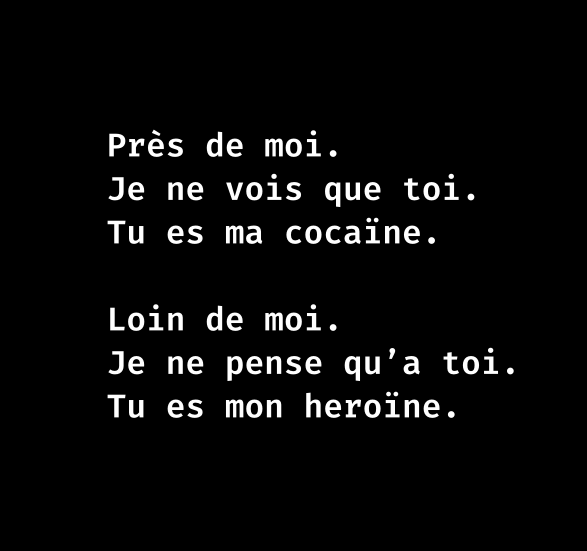 Près de moi.
Je ne vois que toi.
Tu es ma cocaïne.
Loin de moi.
Je ne pense qu’a toi.
Tu es mon heroïne.